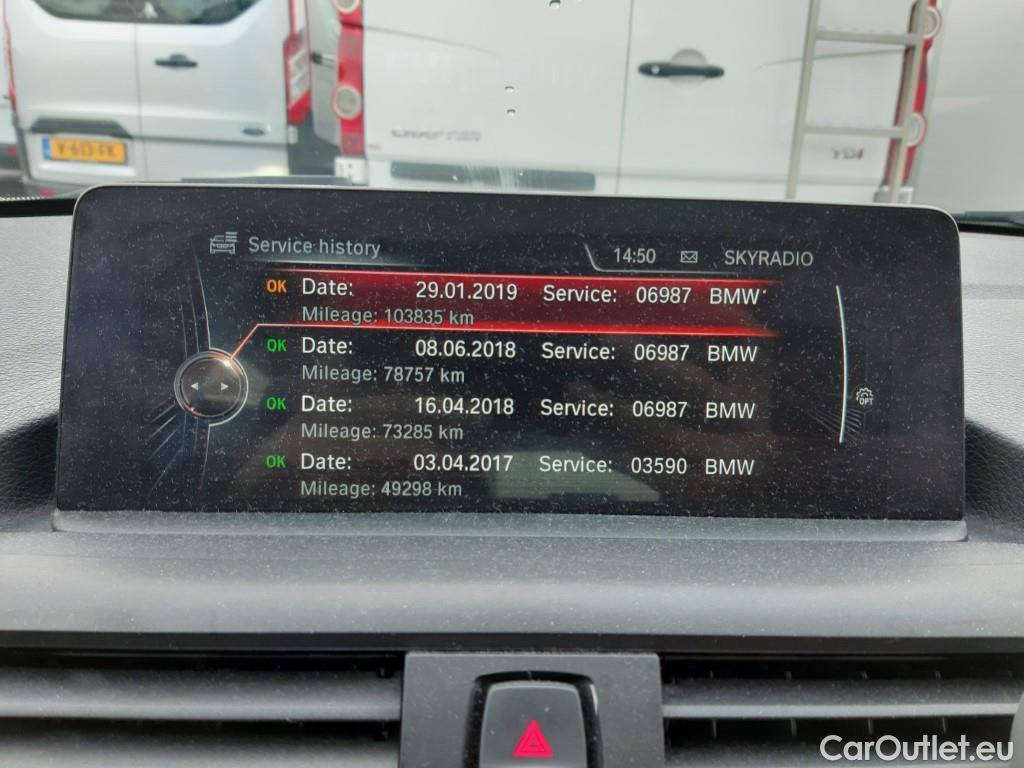 V-613-FK
CRAFTER
TDI
Service history
14:50
SKYRADIO
OK Date: 29.01.2019 Service: 06987 BMW
Mileage: 103835 km
OK Date: 08.06.2018 Service: 06987 BMW
Mileage: 78757 km
OK Date: 16.04.2018 Service: 06987 BMW
Mileage: 73285 km
OK Date: 03.04.2017 Service: 03590 BMW
Mileage: 49298 km
OPT
CarOutlet.eu